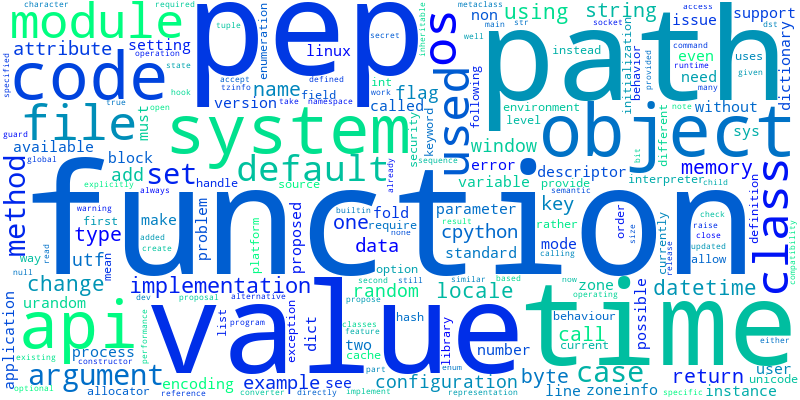 character
required
module
pep
path
os
using
string
non
metaclass
str
main
access
issue
dst
support
socket
well
instead
uses
command
runtime
given
many
provided
dictionary
attribute
setting
operation
tuple
enumeration
secret
inheritable
linux
code
specified
state
hook
true
open
accept
tzinfo
defined
name
field
int
work
flag
version
take
namespace
called
keyword
security
used
following
environment
level
behavior
initialization
even
need
without
note
file
must
system
object
different
sys
bit
guard
available
block
add
default
global
explicitly
already
sequence
window
error
variable
provide
descriptor
interpreter
semantic
child
memory
class
definition
method
set
handle
source
always
warning
builtin
none
function
type
first
make
problem
platform
proposed
one
fold
require
data
parameter
cpython
standard
result
key
rather
mode
calling
order
size
currently
release
check
raise
close
updated
allow
compatibility
way
mean
added
create
utf
null
read
change
implementation
option
second
still
similar
based
now
operating
zone
datetime
possible
either
api
urandom
dev
proposal
alternative
random
locale
propose
value
time
behaviour
call
current
application
performance
list
program
exception
dict
classes
feature
two
cache
hash
library
number
existing
process
constructor
argument
encoding
example
see
part
enum
configuration
byte
case
return
user
unicode
optional
allocator
reference
converter
directly
implement
repr
line
zoneinfo
specific
instance